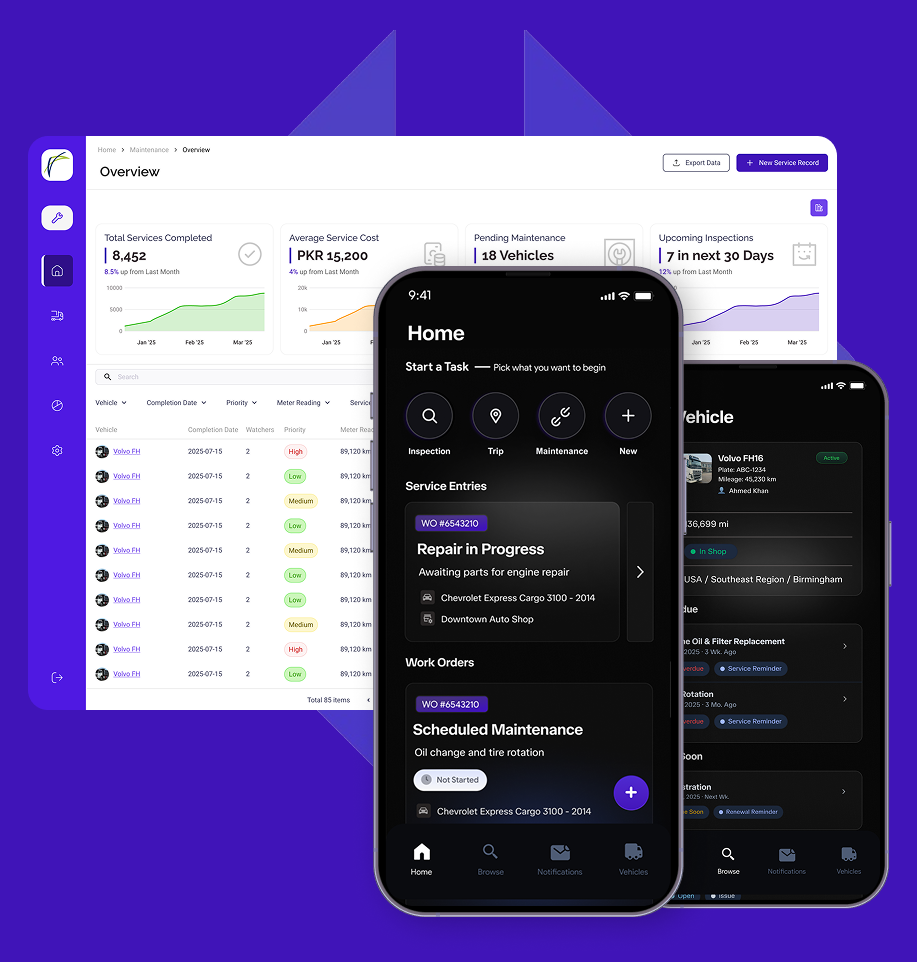 Home > Maintenance > Overview
Overview
Export Data
+ New Service Record
Total Services Completed
8,452
8.5% up from Last Month
10000
5000
0
Jan '25 Feb '25 Mar '25
Average Service Cost
PKR 15,200
4% up from Last Month
20k
10k
0
Jan '25
Pending Maintenance
18 Vehicles
Upcoming Inspections
7 in next 30 Days
12% up from Last Month
Jan '25 Feb '25 Mar '25
Search
Vehicle Completion Date Priority Meter Reading Service
Vehicle Completion Date Watchers Priority Meter Read
Volvo FH 2025-07-15 2 High 89,120 km
Volvo FH 2025-07-15 2 Low 89,120 km
Volvo FH 2025-07-15 2 Medium 89,120 km
Volvo FH 2025-07-15 2 Low 89,120 km
Volvo FH 2025-07-15 2 Medium 89,120 km
Volvo FH 2025-07-15 2 Low 89,120 km
Volvo FH 2025-07-15 2 Low 89,120 km
Volvo FH 2025-07-15 2 Medium 89,120 km
Volvo FH 2025-07-15 2 High 89,120 km
Volvo FH 2025-07-15 2 Low 89,120 km
Total 85 items <
9:41
Home
Start a Task — Pick what you want to begin
Inspection Trip Maintenance New
Service Entries
WO #6543210
Repair in Progress
Awaiting parts for engine repair
Chevrolet Express Cargo 3100 - 2014
Downtown Auto Shop
Work Orders
WO #6543210
Scheduled Maintenance
Oil change and tire rotation
Not Started
Chevrolet Express Cargo 3100 - 2014
+
Home Browse Notifications Vehicles
ehicle
Volvo FH16
Active
Plate: ABC-1234
Mileage: 45,230 km
Ahmed Khan
36,699 mi
In Shop
USA / Southeast Region / Birmingham
due
e Oil & Filter Replacement
2025 · 3 Wk. Ago
erdue Service Reminder
Rotation
2025 · 3 Mo. Ago
erdue Service Reminder
Soon
stration
2025 · Next Wk.
e Soon Renewal Reminder
Browse Notifications Vehicles
Open Issue